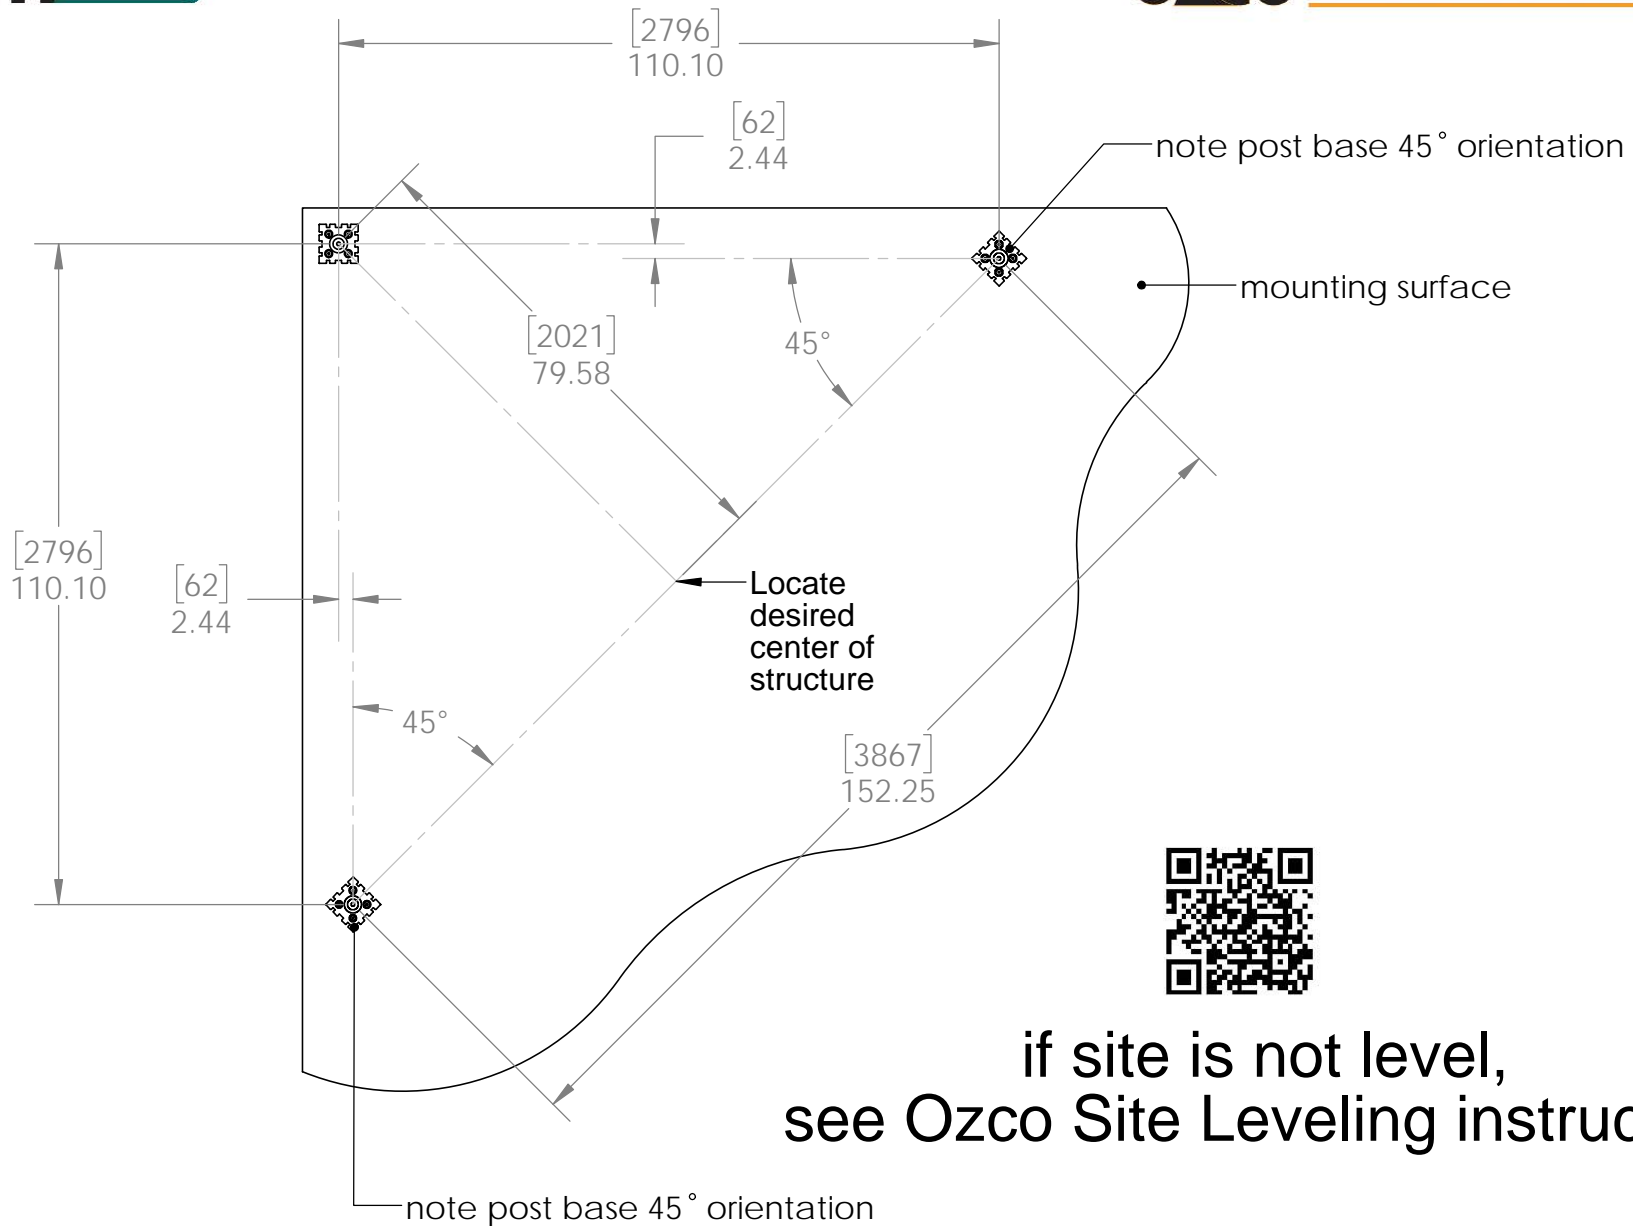 [2796]
110.10
[62]
2.44
note post base 45° orientation
mounting surface
[2021]
79.58
45°
[2796]
110.10
[62]
2.44
Locate
desired
center of
structure
45°
[3867]
152.25
if site is not level,
see Ozco Site Leveling instruc
note post base 45° orientation